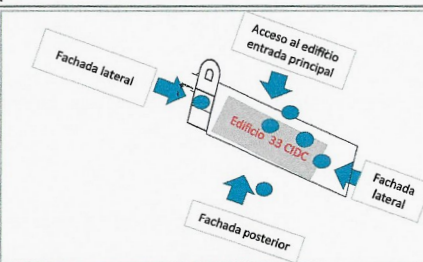 Acceso al edificio
entrada principal
Fachada lateral
Edificio 33 CIDC
Fachada
lateral
Fachada posterior